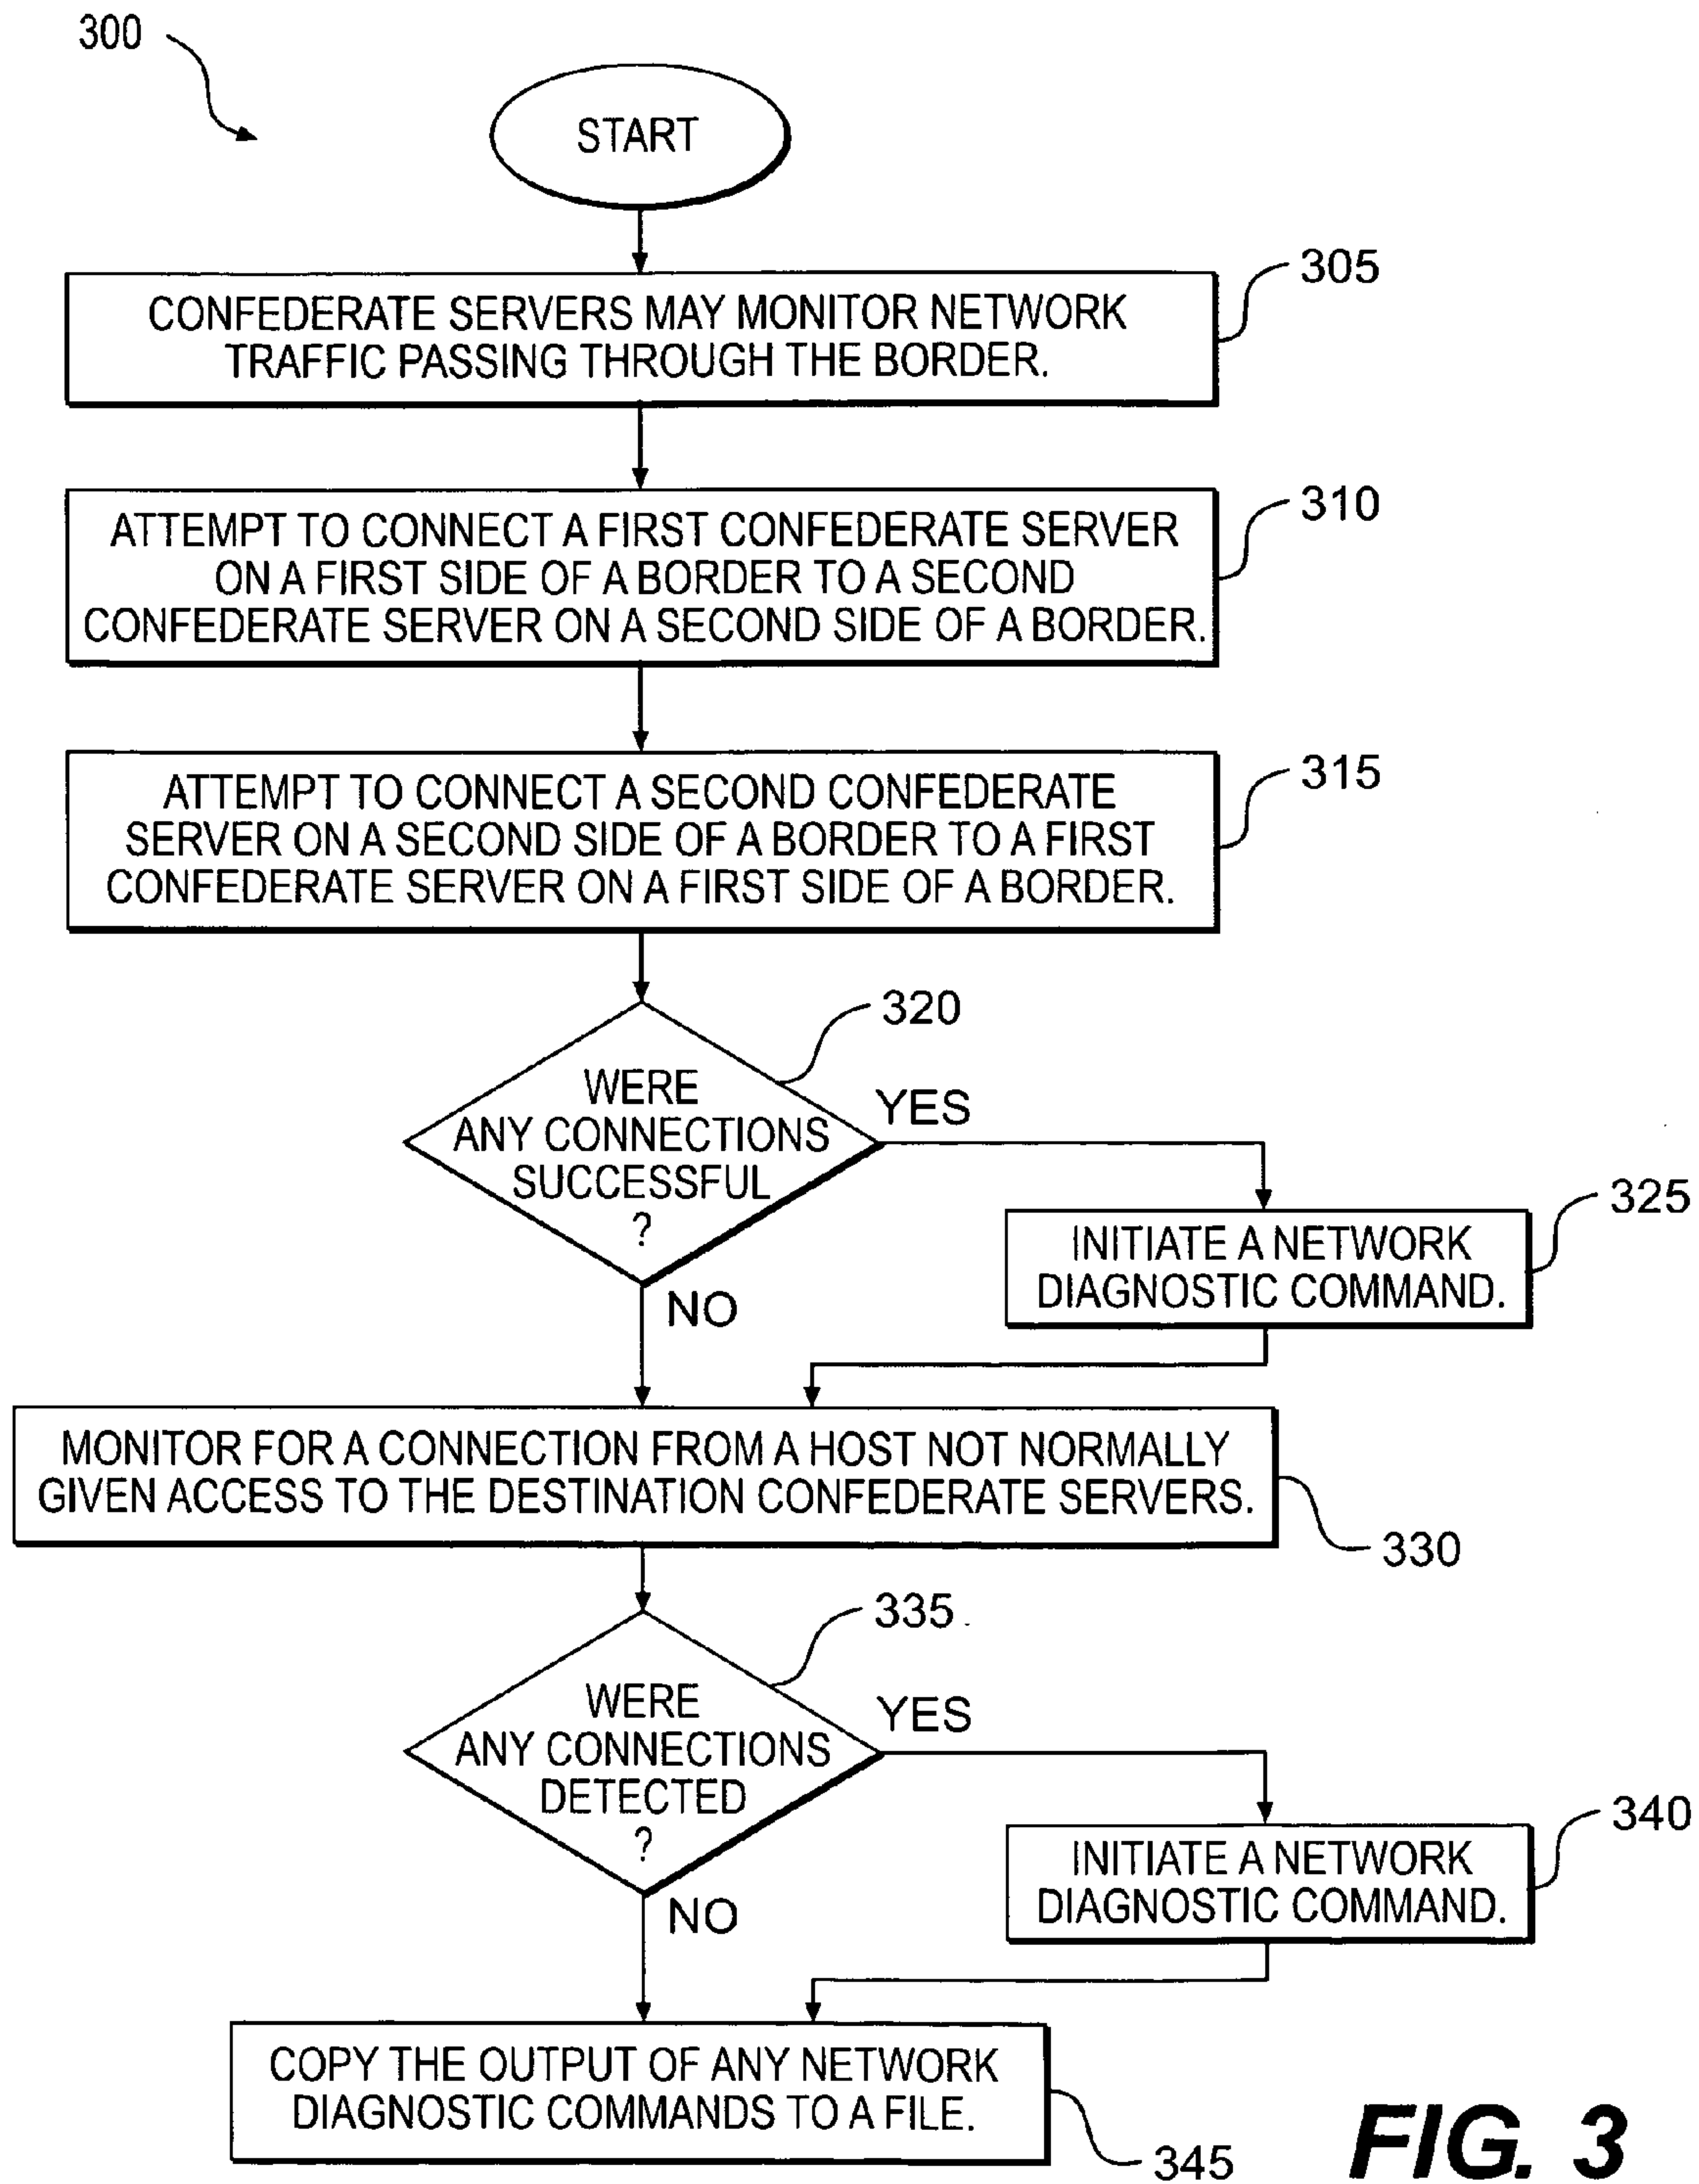 300
START
CONFEDERATE SERVERS MAY MONITOR NETWORK
TRAFFIC PASSING THROUGH THE BORDER.
305
ATTEMPT TO CONNECT A FIRST CONFEDERATE SERVER
ON A FIRST SIDE OF A BORDER TO A SECOND
CONFEDERATE SERVER ON A SECOND SIDE OF A BORDER.
310
ATTEMPT TO CONNECT A SECOND CONFEDERATE
SERVER ON A SECOND SIDE OF A BORDER TO A FIRST
CONFEDERATE SERVER ON A FIRST SIDE OF A BORDER.
315
WERE
ANY CONNECTIONS
SUCCESSFUL
?
320
YES
NO
INITIATE A NETWORK
DIAGNOSTIC COMMAND.
325
MONITOR FOR A CONNECTION FROM A HOST NOT NORMALLY
GIVEN ACCESS TO THE DESTINATION CONFEDERATE SERVERS.
330
WERE
ANY CONNECTIONS
DETECTED
?
335
YES
NO
INITIATE A NETWORK
DIAGNOSTIC COMMAND.
340
COPY THE OUTPUT OF ANY NETWORK
DIAGNOSTIC COMMANDS TO A FILE.
345
FIG. 3